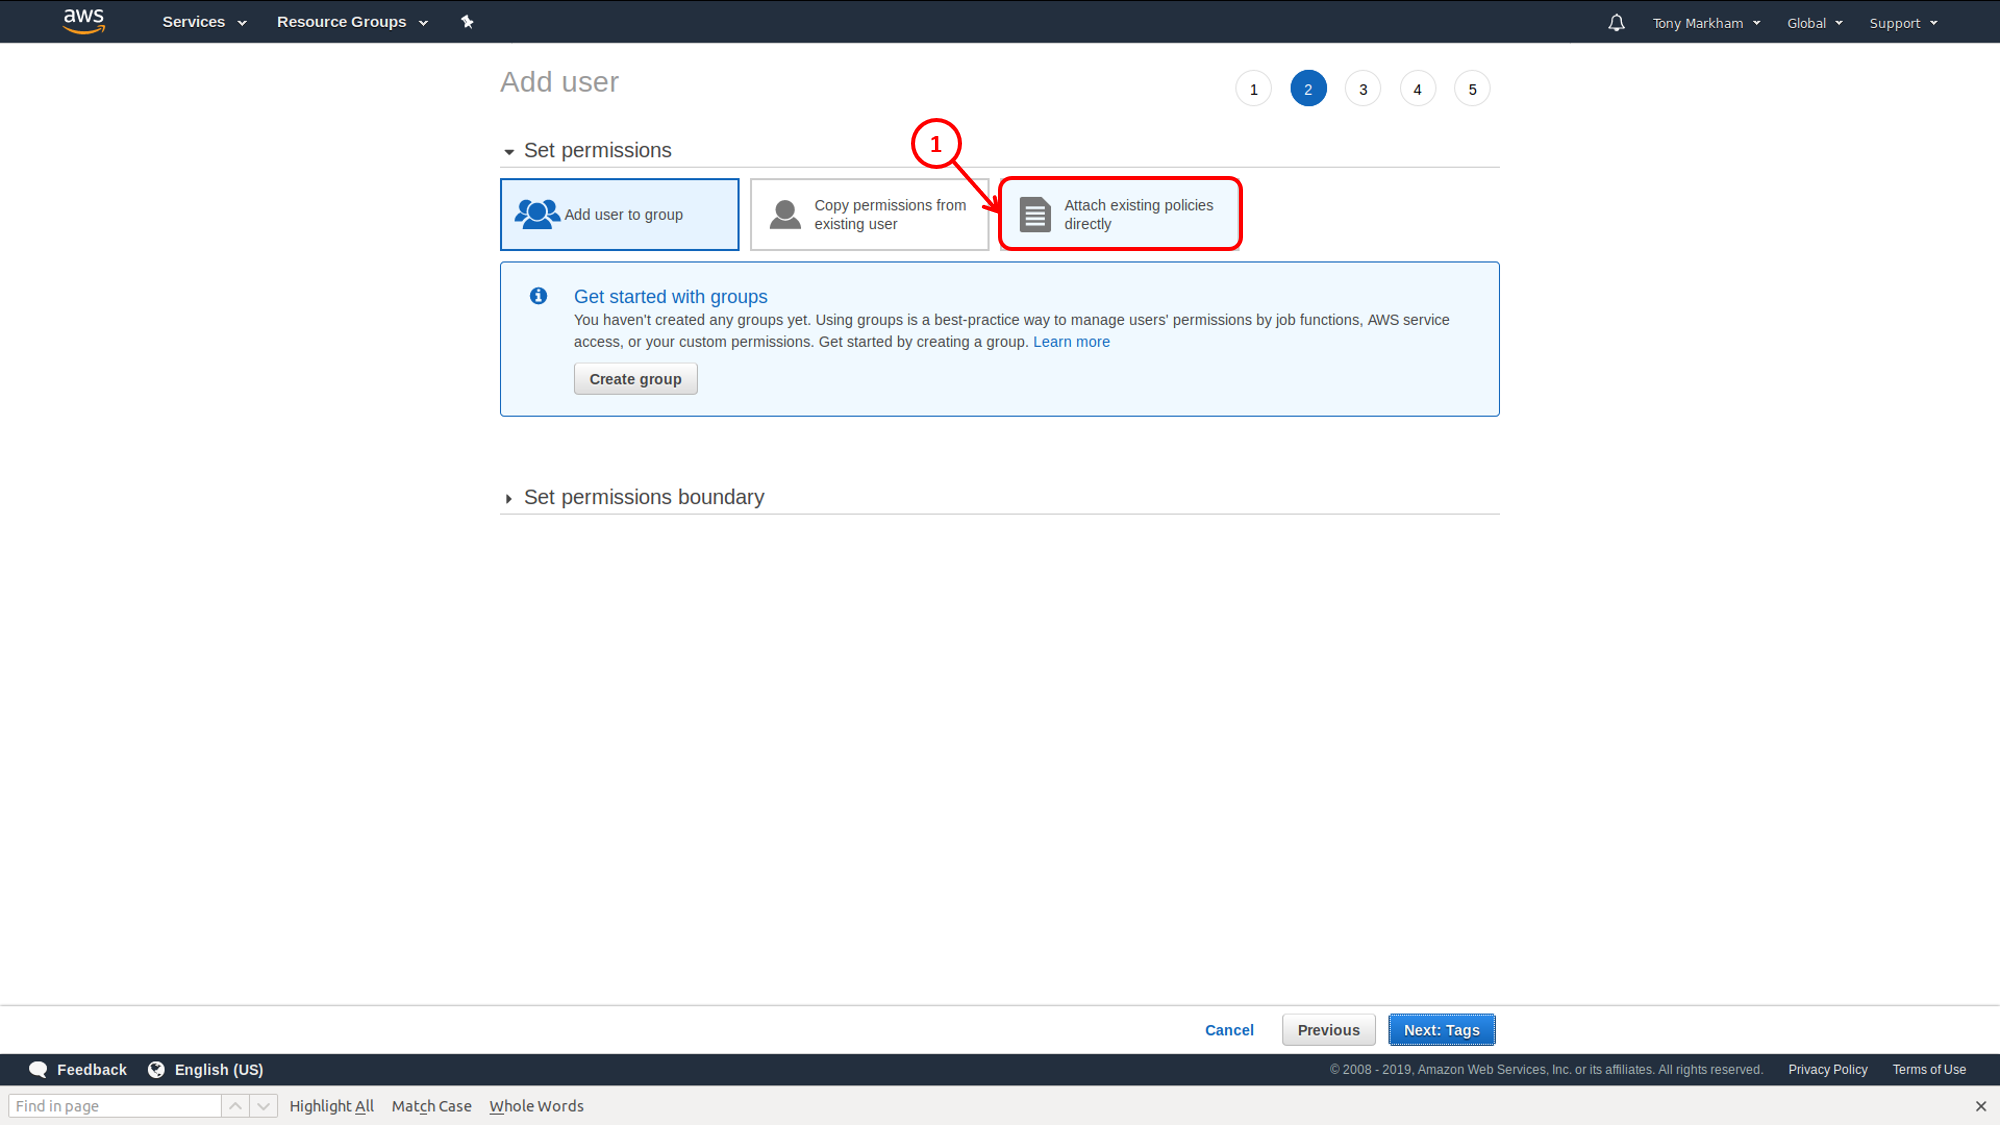 aws Services Resource Groups Tony Markham Global Support
Add user
1 2 3 4 5
1
Set permissions
Add user to group
Copy permissions from
existing user
Attach existing policies
directly
Get started with groups
You haven't created any groups yet. Using groups is a best-practice way to manage users' permissions by job functions, AWS service
access, or your custom permissions. Get started by creating a group. Learn more
Create group
Set permissions boundary
Cancel Previous Next: Tags
Feedback English (US) © 2008 - 2019, Amazon Web Services, Inc. or its affiliates. All rights reserved. Privacy Policy Terms of Use
Find in page Highlight All Match Case Whole Words